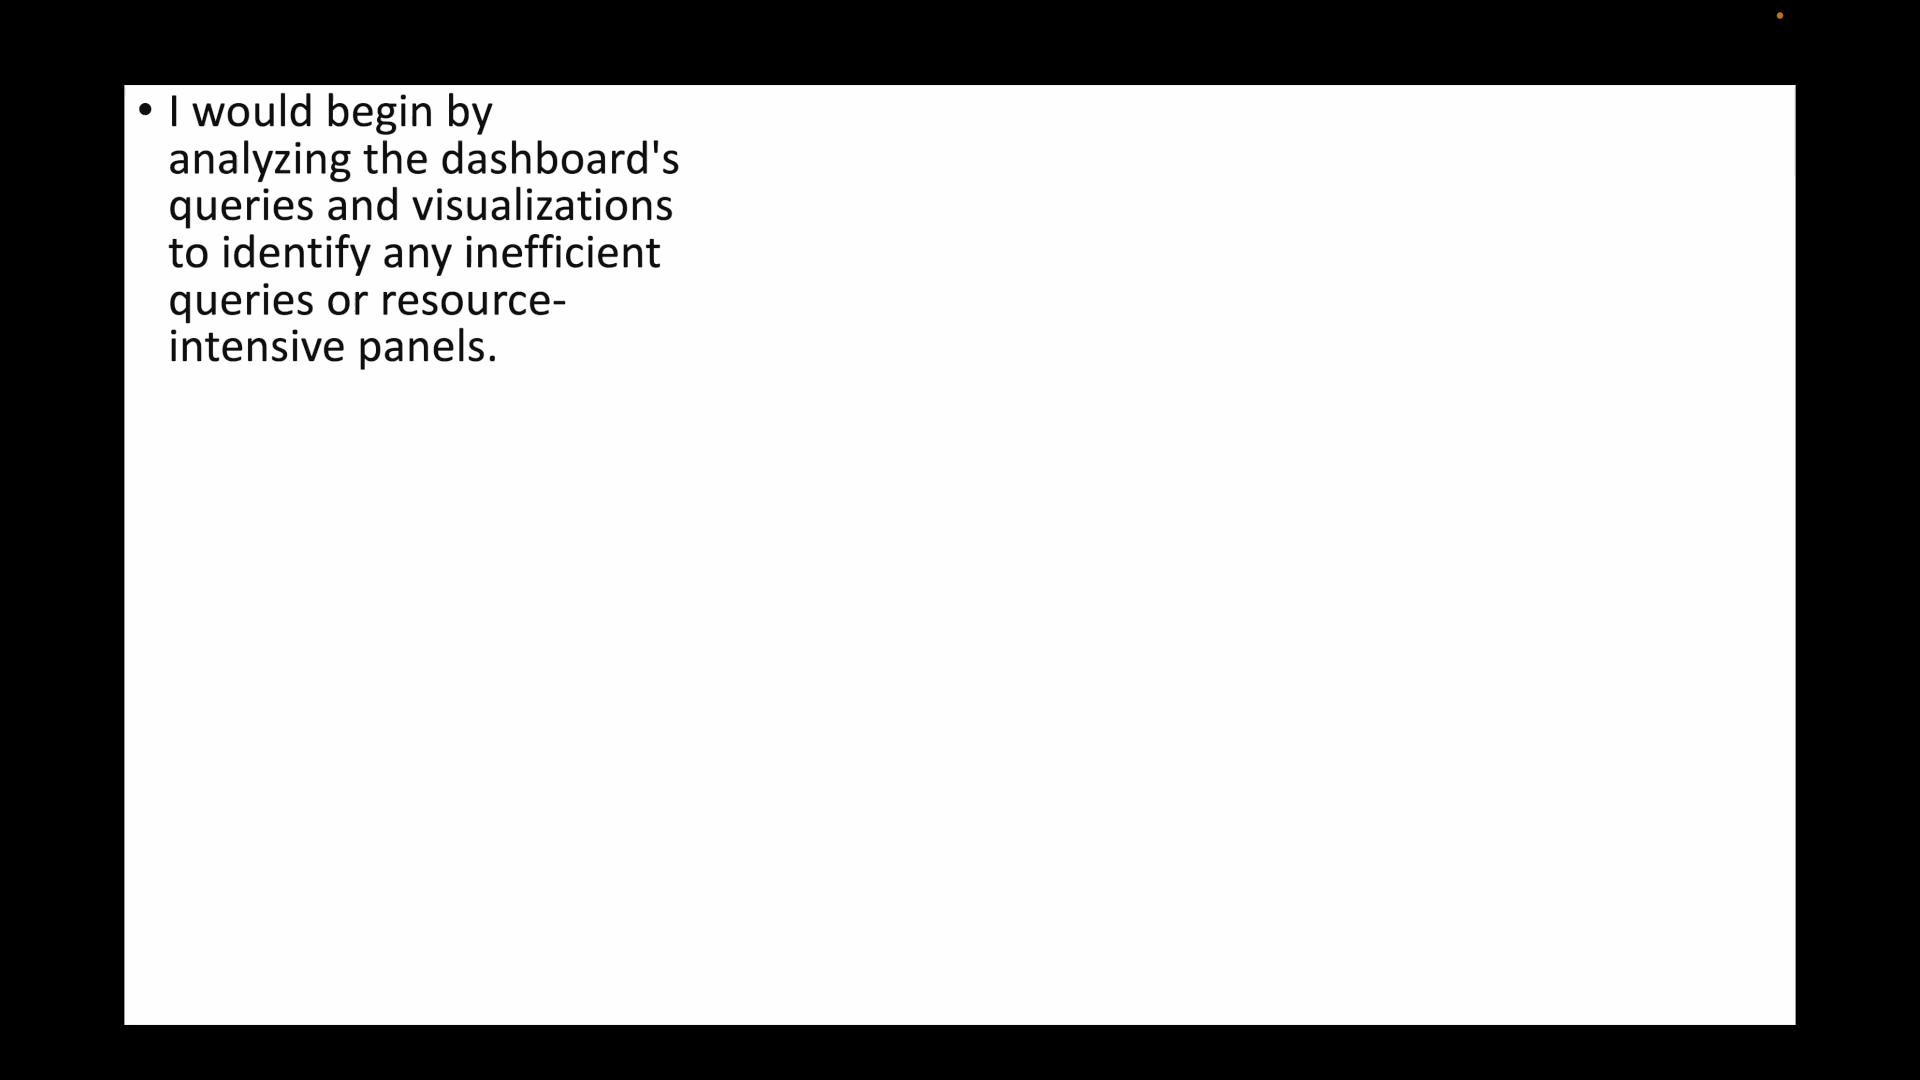 • I would begin by
analyzing the dashboard's
queries and visualizations
to identify any inefficient
queries or resource-
intensive panels.